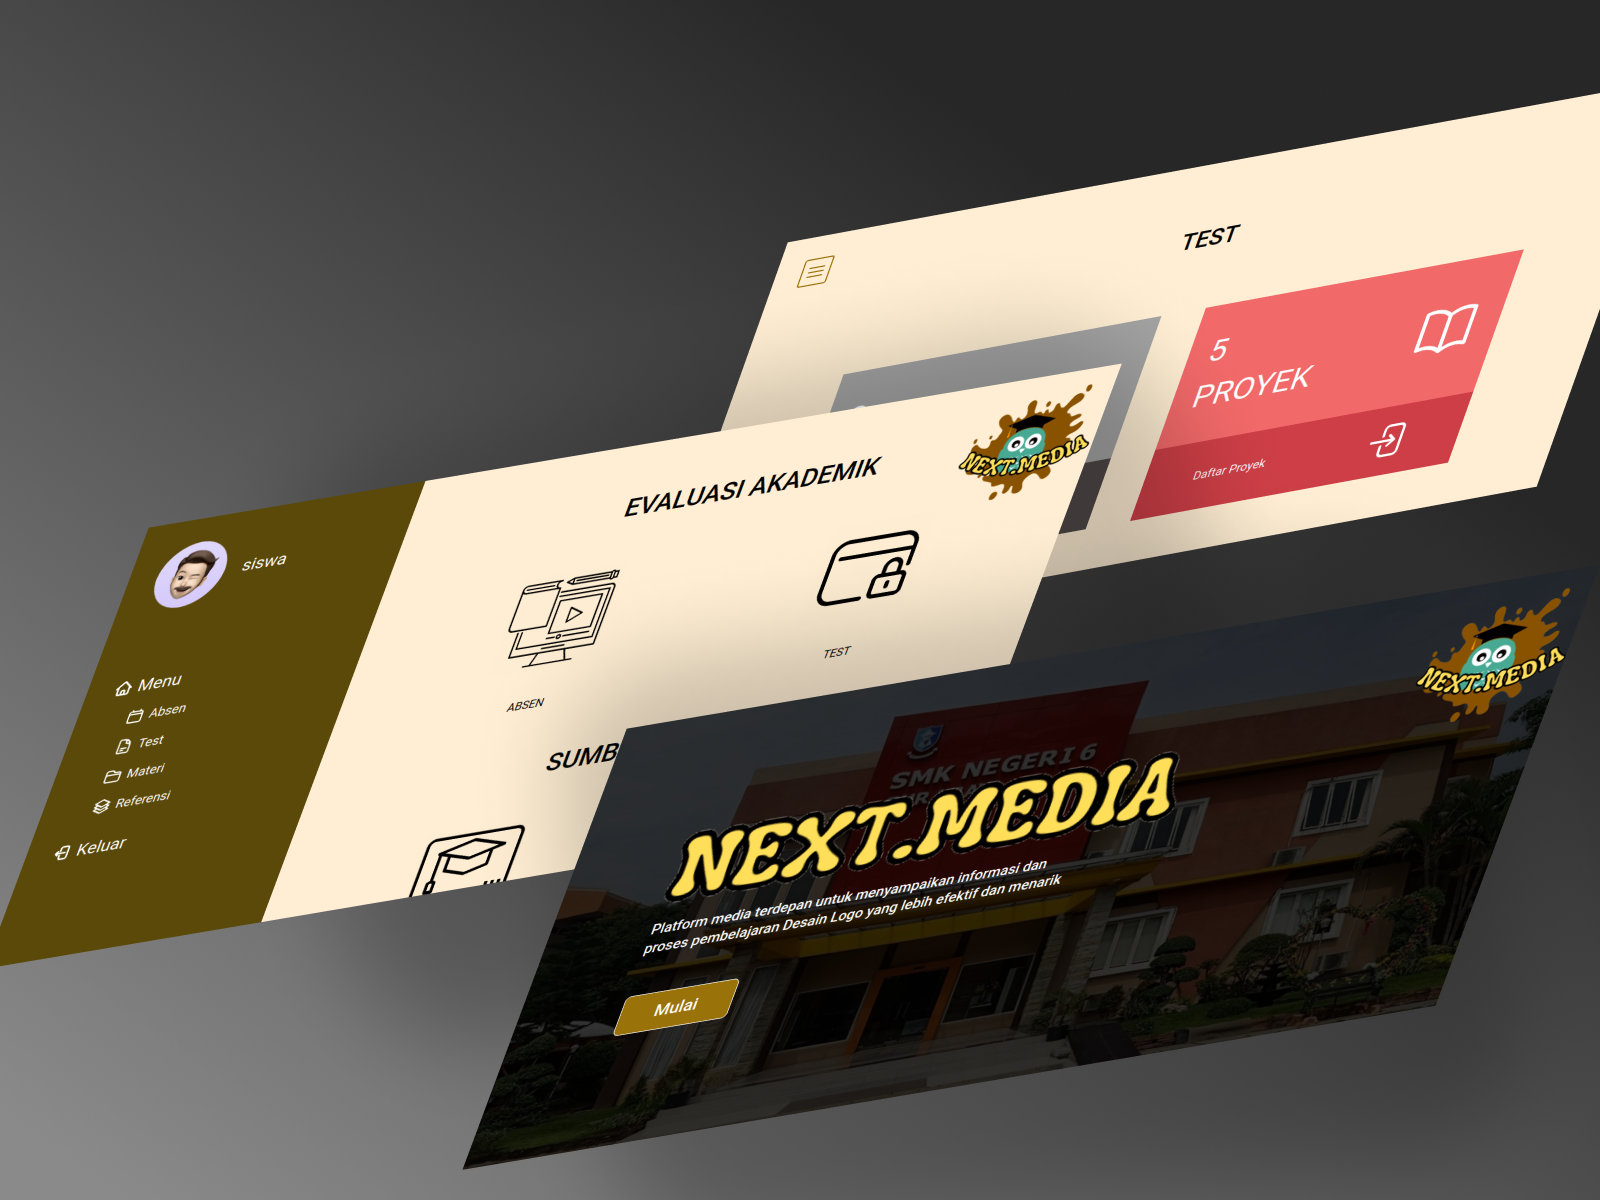 TEST
5
PROYEK
Daftar Proyek
NEXT.MEDIA
EVALUASI AKADEMIK
siswa
ABSEN
TEST
Menu
Absen
Test
Materi
Referensi
Keluar
SUMB
NEXT.MEDIA
SMK NEGERI 6
NEXT.MEDIA
Platform media terdepan untuk menyampaikan informasi dan
proses pembelajaran Desain Logo yang lebih efektif dan menarik
Mulai